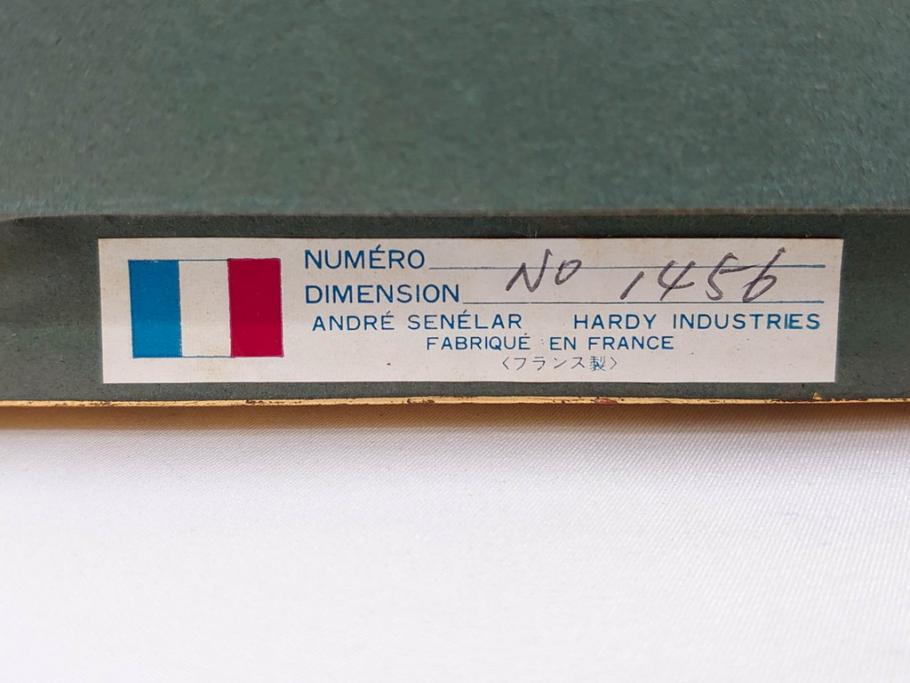 NUMÉRO No 1456
DIMENSION
ANDRÉ SENÉLAR HARDY INDUSTRIES
FABRIQUÉ EN FRANCE
〈フランス製〉